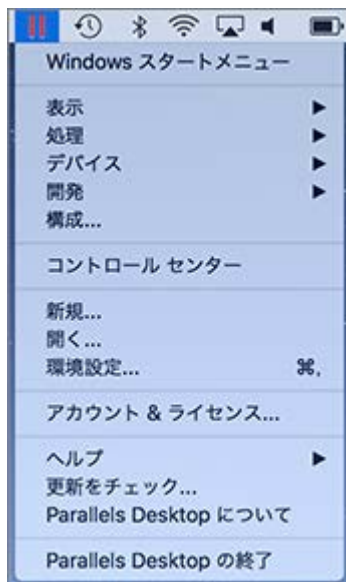 Windows スタートメニュー
表示
処理
デバイス
開発
構成...
コントロール センター
新規...
開く...
環境設定... ⌘,
アカウント & ライセンス...
ヘルプ
更新をチェック...
Parallels Desktop について
Parallels Desktop の終了